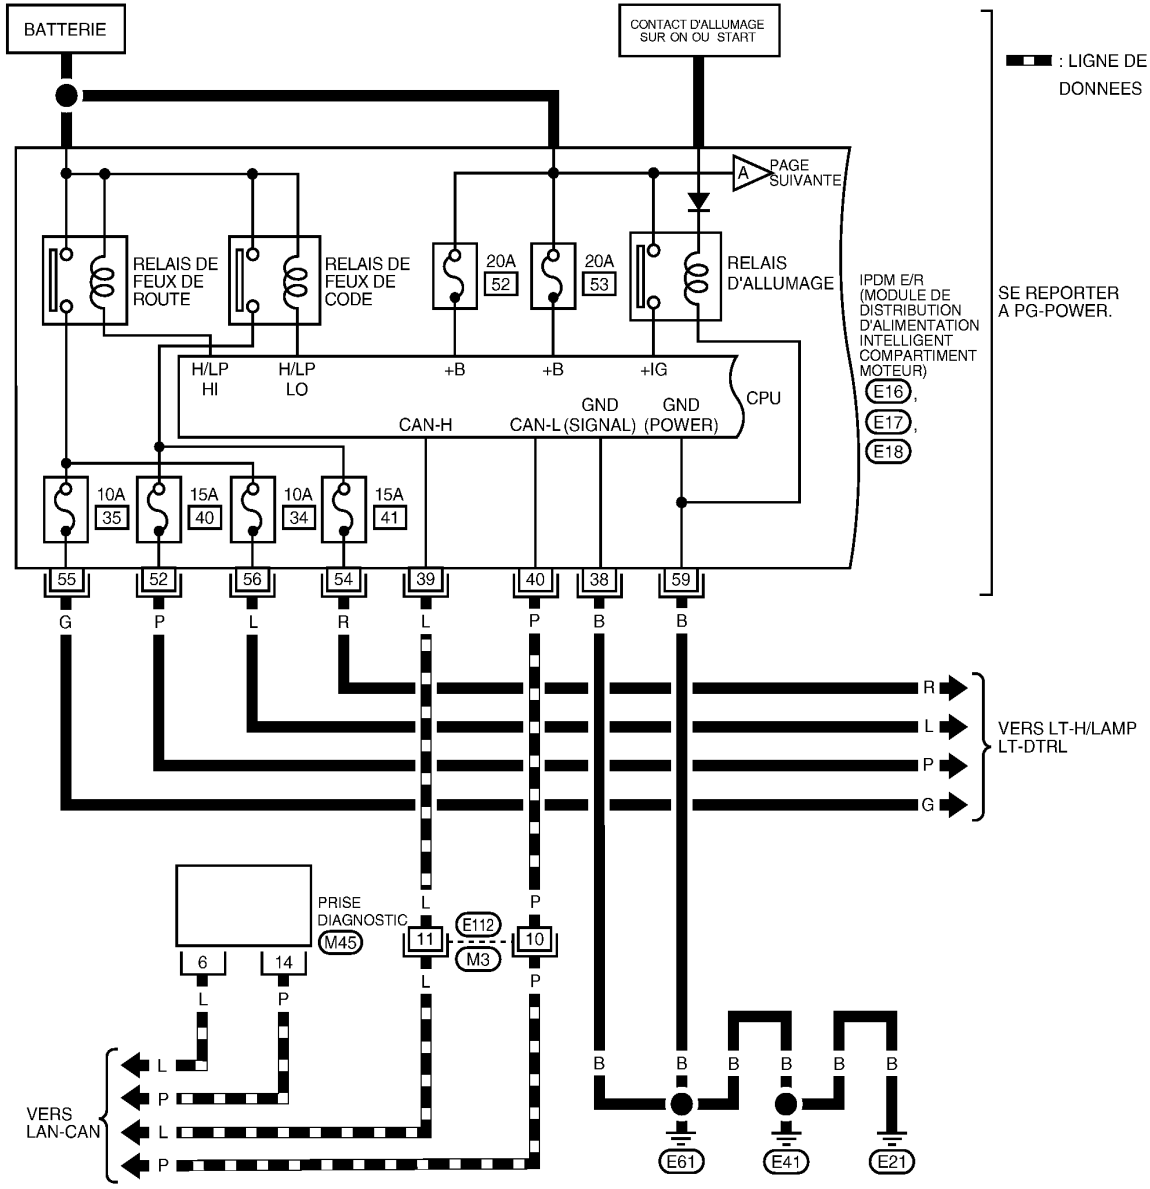 BATTERIE
CONTACT D'ALLUMAGE
SUR ON OU START
: LIGNE DE
DONNEES
A
PAGE
SUIVANTE
RELAIS DE
FEUX DE
ROUTE
RELAIS DE
FEUX DE
CODE
20A
52
20A
53
RELAIS
D'ALLUMAGE
IPDM E/R
(MODULE DE
DISTRIBUTION
D'ALIMENTATION
INTELLIGENT
COMPARTIMENT
MOTEUR)
E16,
E17,
E18
SE REPORTER
A PG-POWER.
H/LP
HI
H/LP
LO
+B
+B
+IG
CPU
CAN-H
CAN-L
GND
(SIGNAL)
GND
(POWER)
10A
35
15A
40
10A
34
15A
41
55
52
56
54
39
40
38
59
G
P
L
R
L
P
B
B
R
L
P
G
VERS LT-H/LAMP
LT-DTRL
PRISE
DIAGNOSTIC
M45
6
14
L
P
L
P
11
E112
M3
10
L
P
VERS
LAN-CAN
L
P
L
P
B
B
B
B
B
B
E61
E41
E21